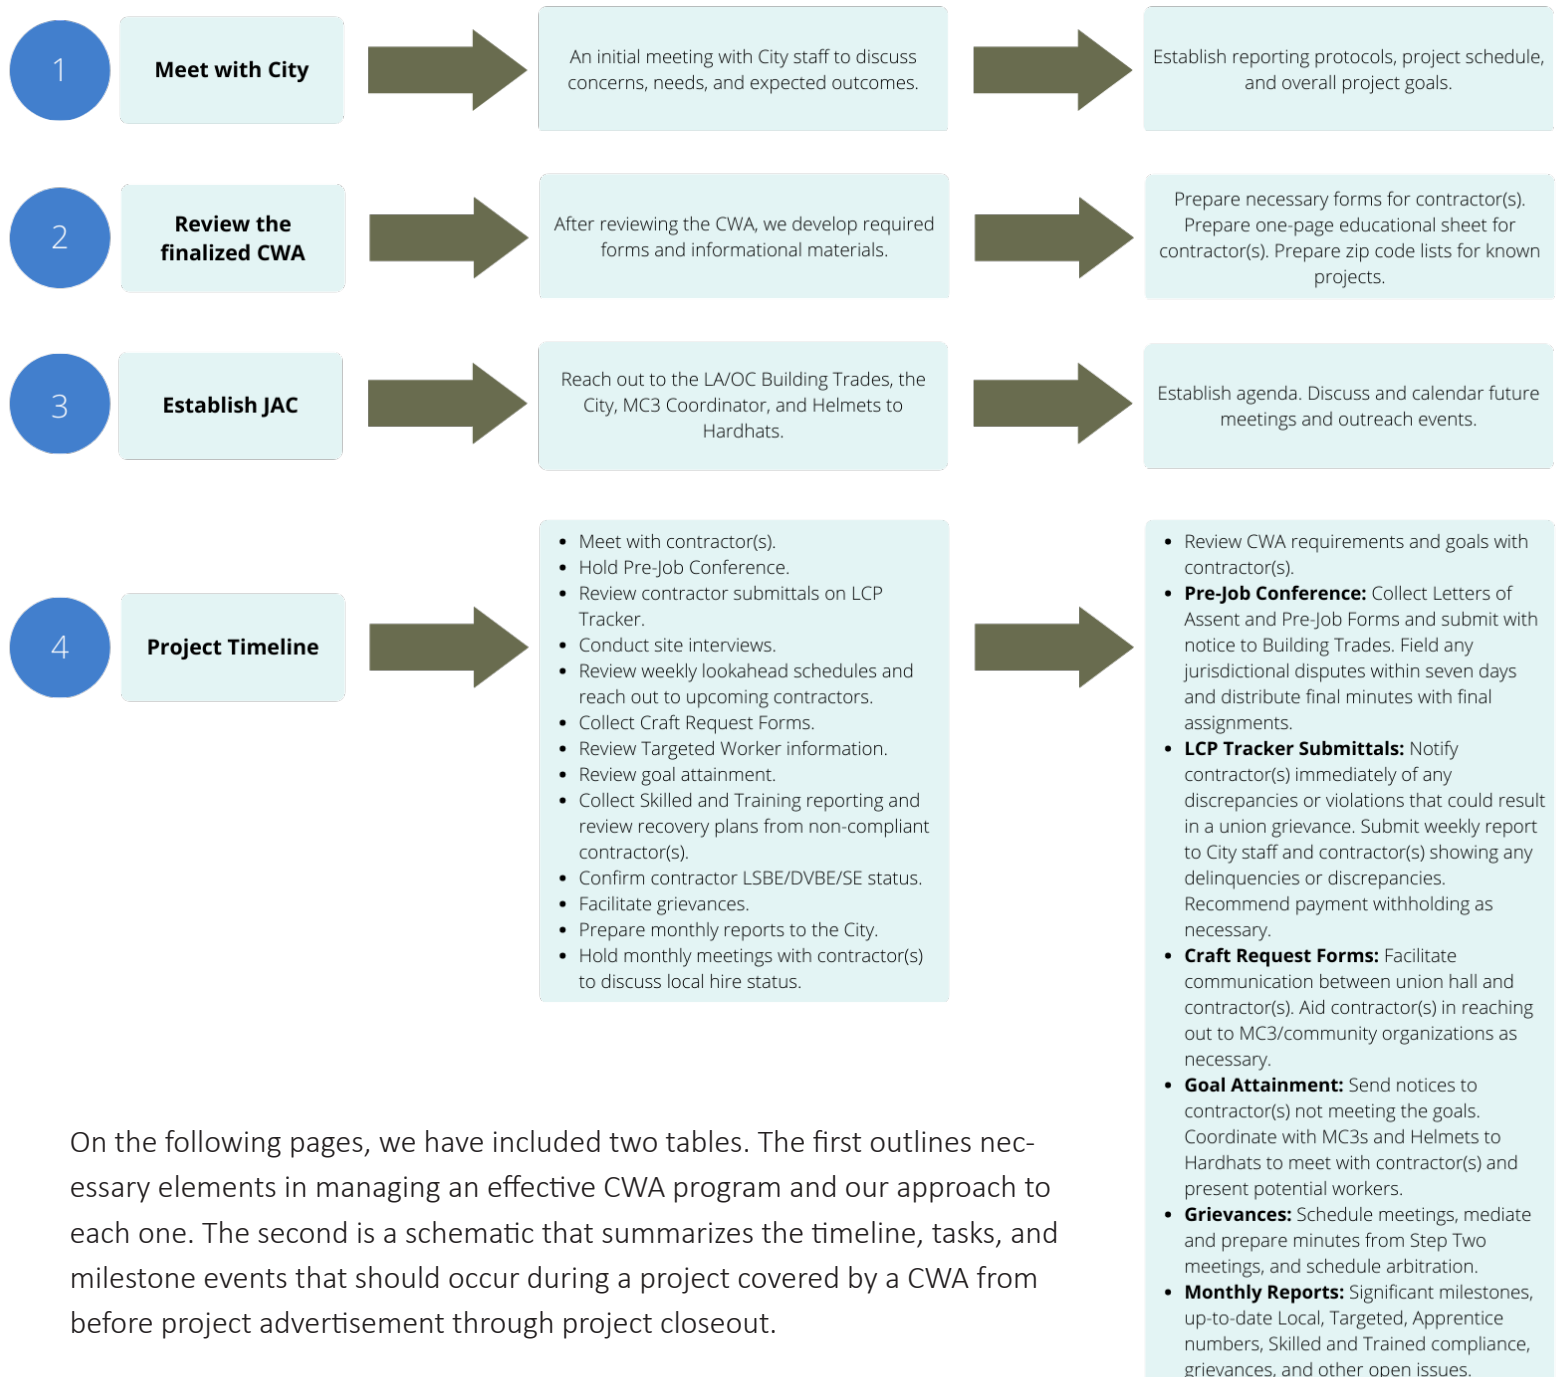 1
Meet with City
An initial meeting with City staff to discuss
concerns, needs, and expected outcomes.
Establish reporting protocols, project schedule,
and overall project goals.
2
Review the
finalized CWA
After reviewing the CWA, we develop required
forms and informational materials.
Prepare necessary forms for contractor(s).
Prepare one-page educational sheet for
contractor(s). Prepare zip code lists for known
projects.
3
Establish JAC
Reach out to the LA/OC Building Trades, the
City, MC3 Coordinator, and Helmets to
Hardhats.
Establish agenda. Discuss and calendar future
meetings and outreach events.
4
Project Timeline
• Meet with contractor(s).
• Hold Pre-Job Conference.
• Review contractor submittals on LCP
Tracker.
• Conduct site interviews.
• Review weekly lookahead schedules and
reach out to upcoming contractors.
• Collect Craft Request Forms.
• Review Targeted Worker information.
• Review goal attainment.
• Collect Skilled and Training reporting and
review recovery plans from non-compliant
contractor(s).
• Confirm contractor LSBE/DVBE/SE status.
• Facilitate grievances.
• Prepare monthly reports to the City.
• Hold monthly meetings with contractor(s)
to discuss local hire status.
• Review CWA requirements and goals with
contractor(s).
• Pre-Job Conference: Collect Letters of
Assent and Pre-Job Forms and submit with
notice to Building Trades. Field any
jurisdictional disputes within seven days
and distribute final minutes with final
assignments.
• LCP Tracker Submittals: Notify
contractor(s) immediately of any
discrepancies or violations that could result
in a union grievance. Submit weekly report
to City staff and contractor(s) showing any
delinquencies or discrepancies.
Recommend payment withholding as
necessary.
• Craft Request Forms: Facilitate
communication between union hall and
contractor(s). Aid contractor(s) in reaching
out to MC3/community organizations as
necessary.
• Goal Attainment: Send notices to
contractor(s) not meeting the goals.
Coordinate with MC3s and Helmets to
Hardhats to meet with contractor(s) and
present potential workers.
• Grievances: Schedule meetings, mediate
and prepare minutes from Step Two
meetings, and schedule arbitration.
• Monthly Reports: Significant milestones,
up-to-date Local, Targeted, Apprentice
numbers, Skilled and Trained compliance,
grievances, and other open issues.
On the following pages, we have included two tables. The first outlines nec-
essary elements in managing an effective CWA program and our approach to
each one. The second is a schematic that summarizes the timeline, tasks, and
milestone events that should occur during a project covered by a CWA from
before project advertisement through project closeout.